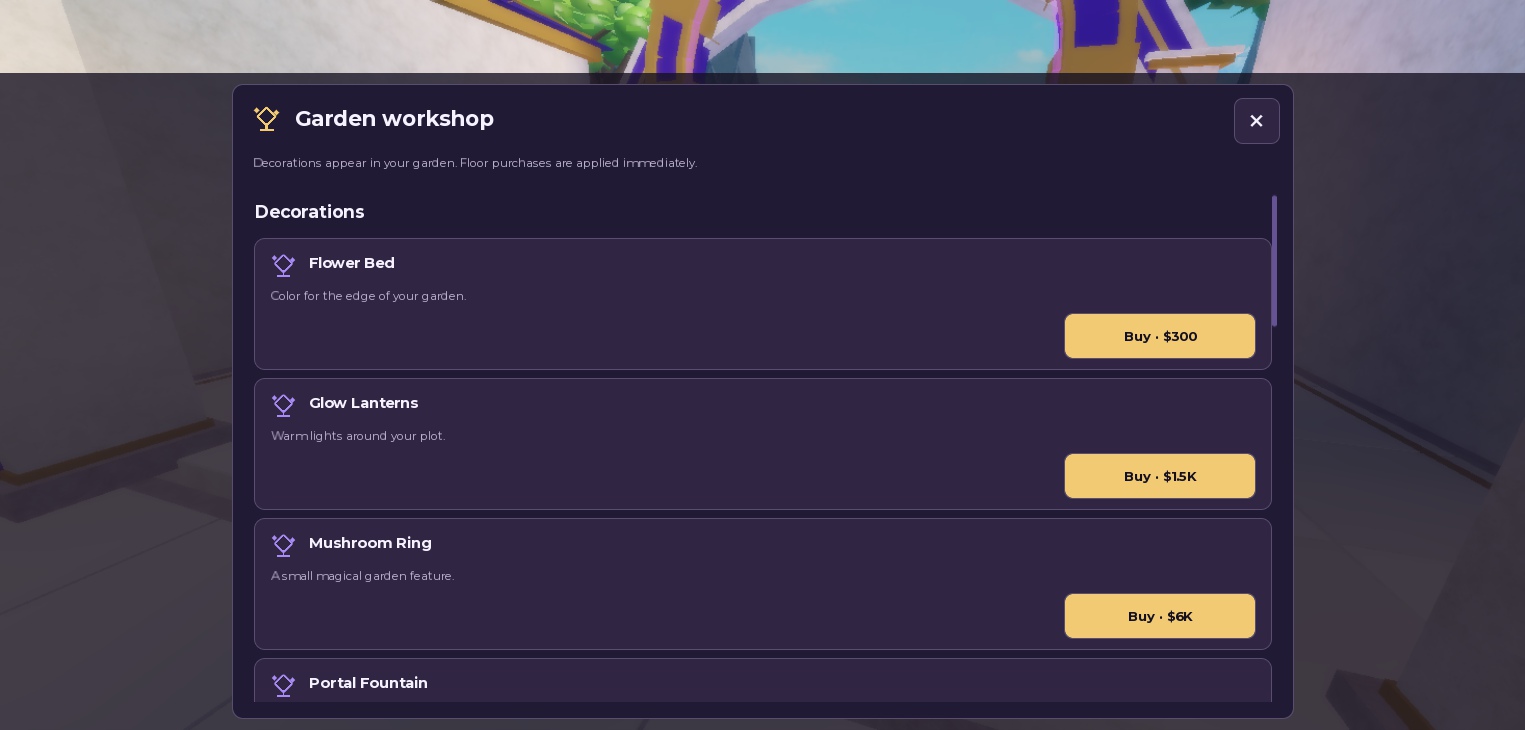 Garden workshop
Decorations appear in your garden. Floor purchases are applied immediately.
Decorations
Flower Bed
Color for the edge of your garden.
Buy · $300
Glow Lanterns
Warm lights around your plot.
Buy · $1.5K
Mushroom Ring
A small magical garden feature.
Buy · $6K
Portal Fountain